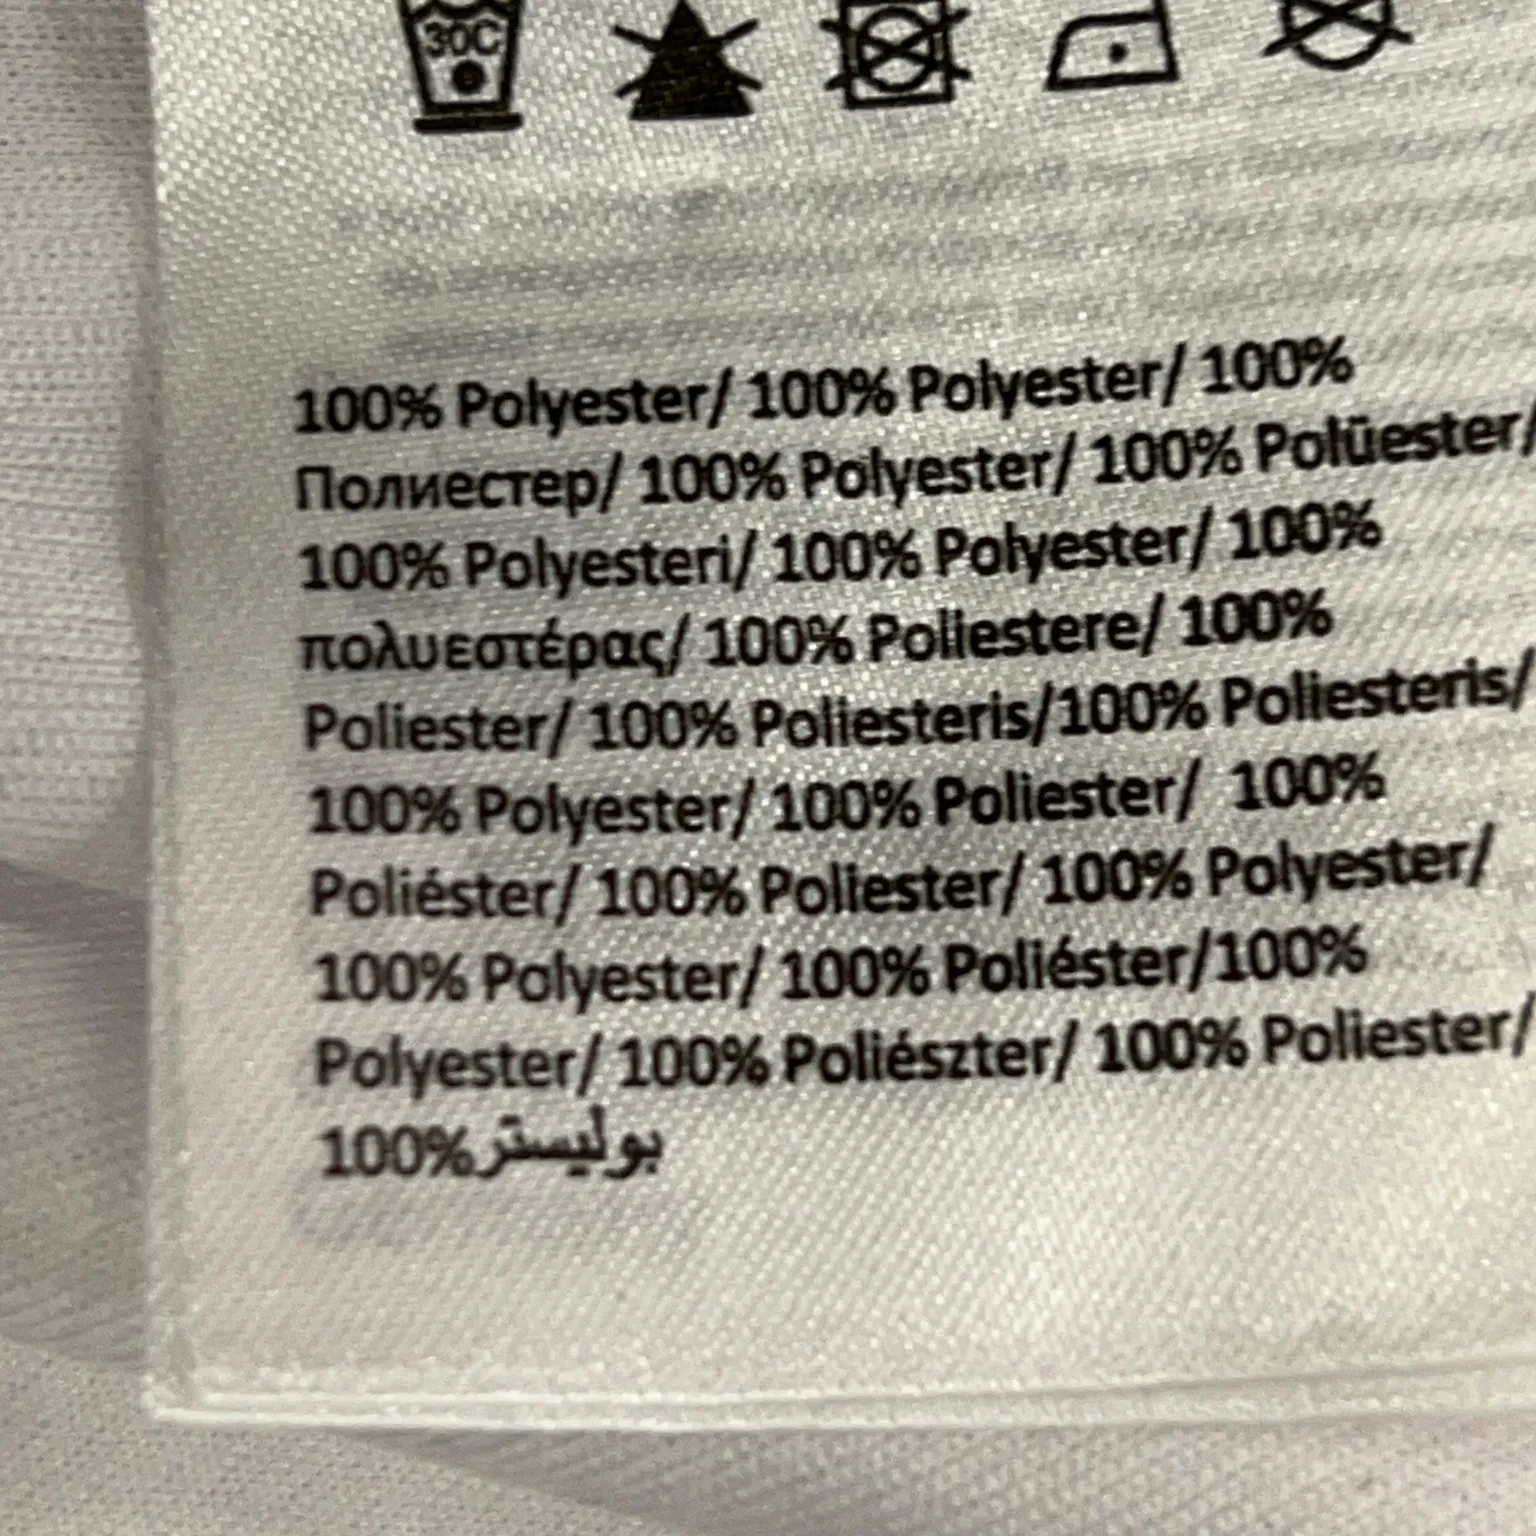 30C
100% Polyester/ 100% Polyester/ 100%
Полиестер/ 100% Polyester/ 100% Polüester/
100% Polyesteri/ 100% Polyester/ 100%
πολυεστέρας/ 100% Poliestere/ 100%
Poliester/ 100% Poliesteris/100% Poliesteris/
100% Polyester/ 100% Poliester/ 100%
Poliéster/ 100% Poliester/ 100% Polyester/
100% Polyester/ 100% Poliéster/100%
Polyester/ 100% Poliészter/ 100% Poliester/
100%بوليستر